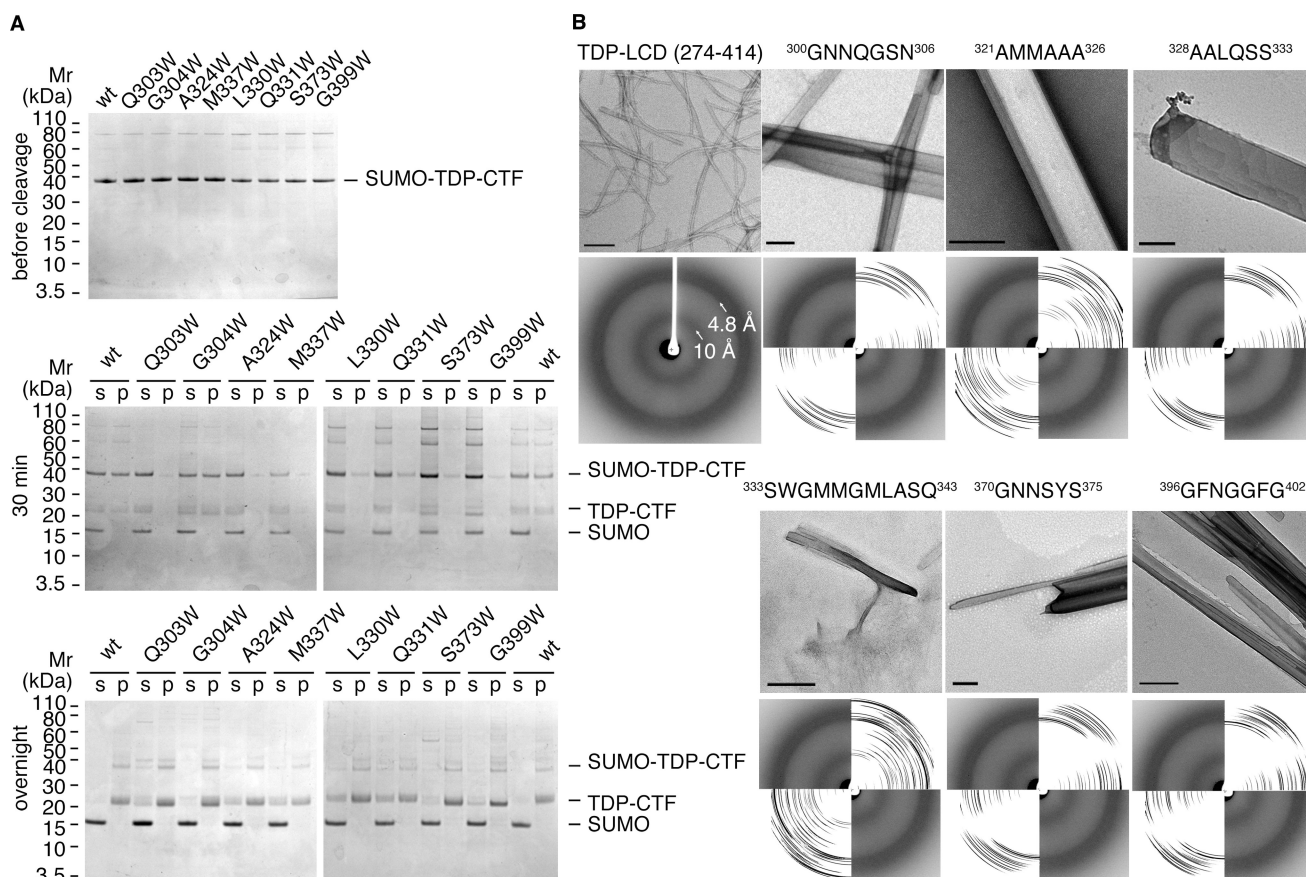 A
Mr
(kDa)
wt Q303W G304W A324W M337W L330W Q331W S373W G399W
before cleavage
110
80
60
50
40
30
20
15
10
3.5
SUMO-TDP-CTF
Mr
(kDa)
wt Q303W G304W A324W M337W L330W Q331W S373W G399W wt
s p s p s p s p s p s p s p s p s p s p
30 min
110
80
60
50
40
30
20
15
10
3.5
SUMO-TDP-CTF
TDP-CTF
SUMO
Mr
(kDa)
wt Q303W G304W A324W M337W L330W Q331W S373W G399W wt
s p s p s p s p s p s p s p s p s p s p
overnight
110
80
60
50
40
30
20
15
10
3.5
SUMO-TDP-CTF
TDP-CTF
SUMO
B
TDP-LCD (274-414) ³⁰⁰GNNQGSN³⁰⁶ ³²¹AMMAAA³²⁶ ³²⁸AALQSS³³³
4.8 Å
10 Å
³³³SWGMMGMLASQ³⁴³ ³⁷⁰GNNSYS³⁷⁵ ³⁹⁶GFNGGFG⁴⁰²